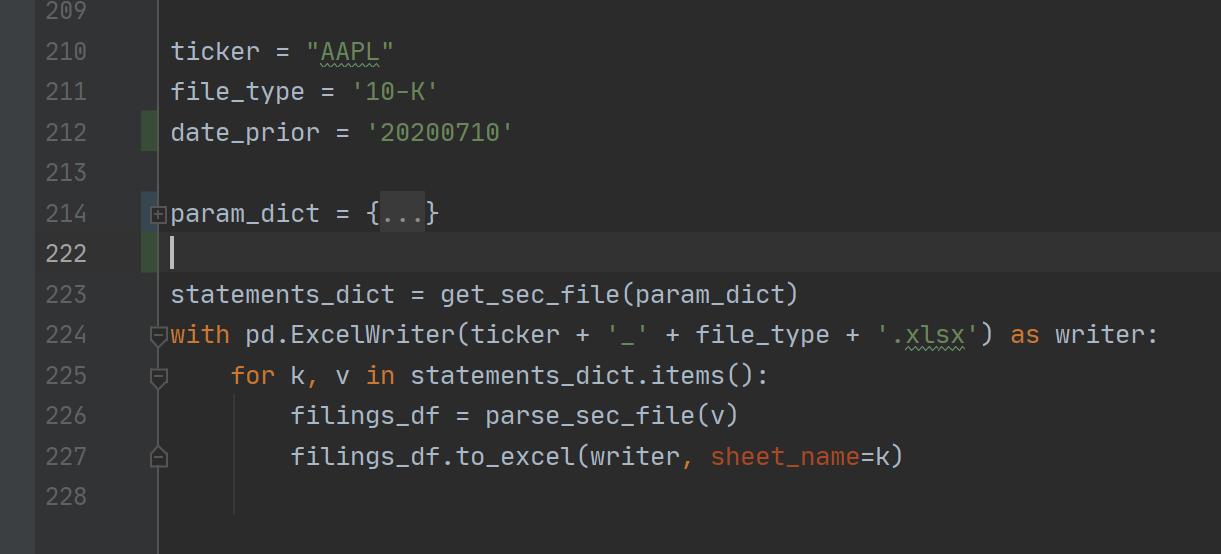 209
210 ticker = "AAPL"
211 file_type = '10-K'
212 date_prior = '20200710'
213
214 param_dict = {...}
222
223 statements_dict = get_sec_file(param_dict)
224 with pd.ExcelWriter(ticker + '_' + file_type + '.xlsx') as writer:
225     for k, v in statements_dict.items():
226         filings_df = parse_sec_file(v)
227         filings_df.to_excel(writer, sheet_name=k)
228